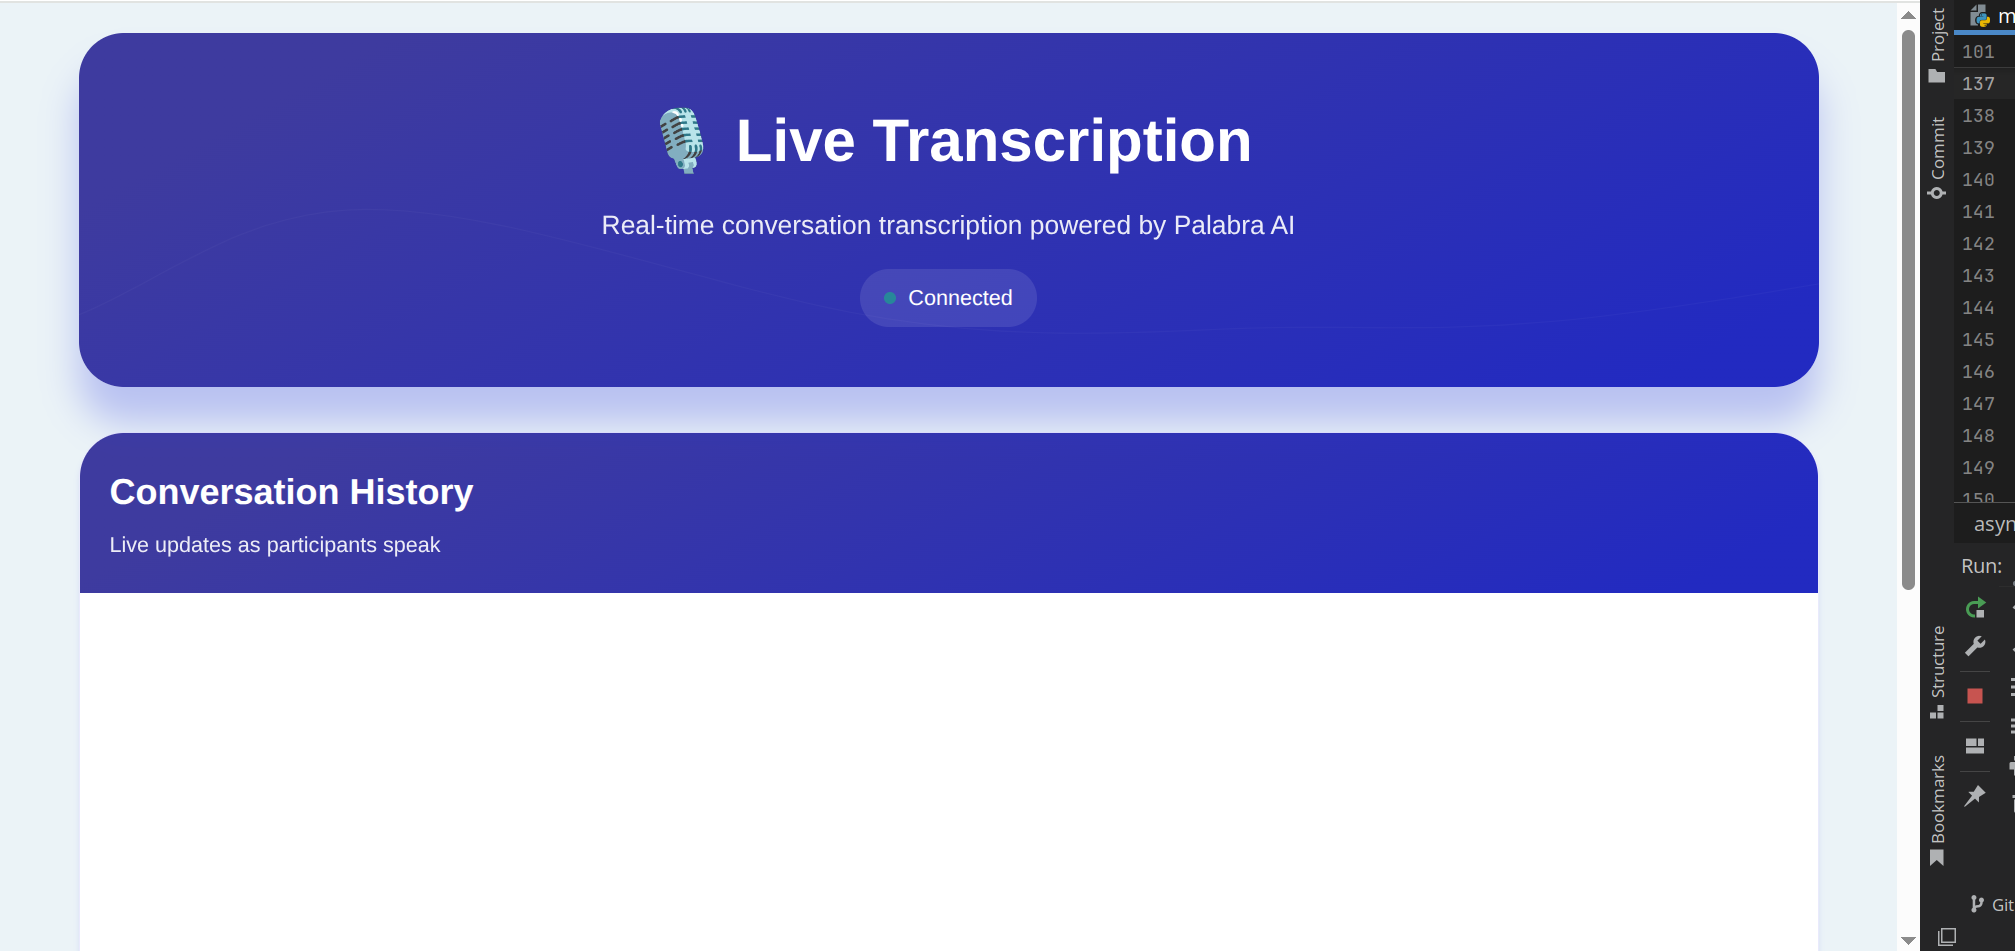 Live Transcription
Real-time conversation transcription powered by Palabra AI
Connected
Conversation History
Live updates as participants speak
Project
Commit
Structure
Bookmarks
m
101
137
138
139
140
141
142
143
144
145
146
147
148
149
150
asyn
Run:
Git